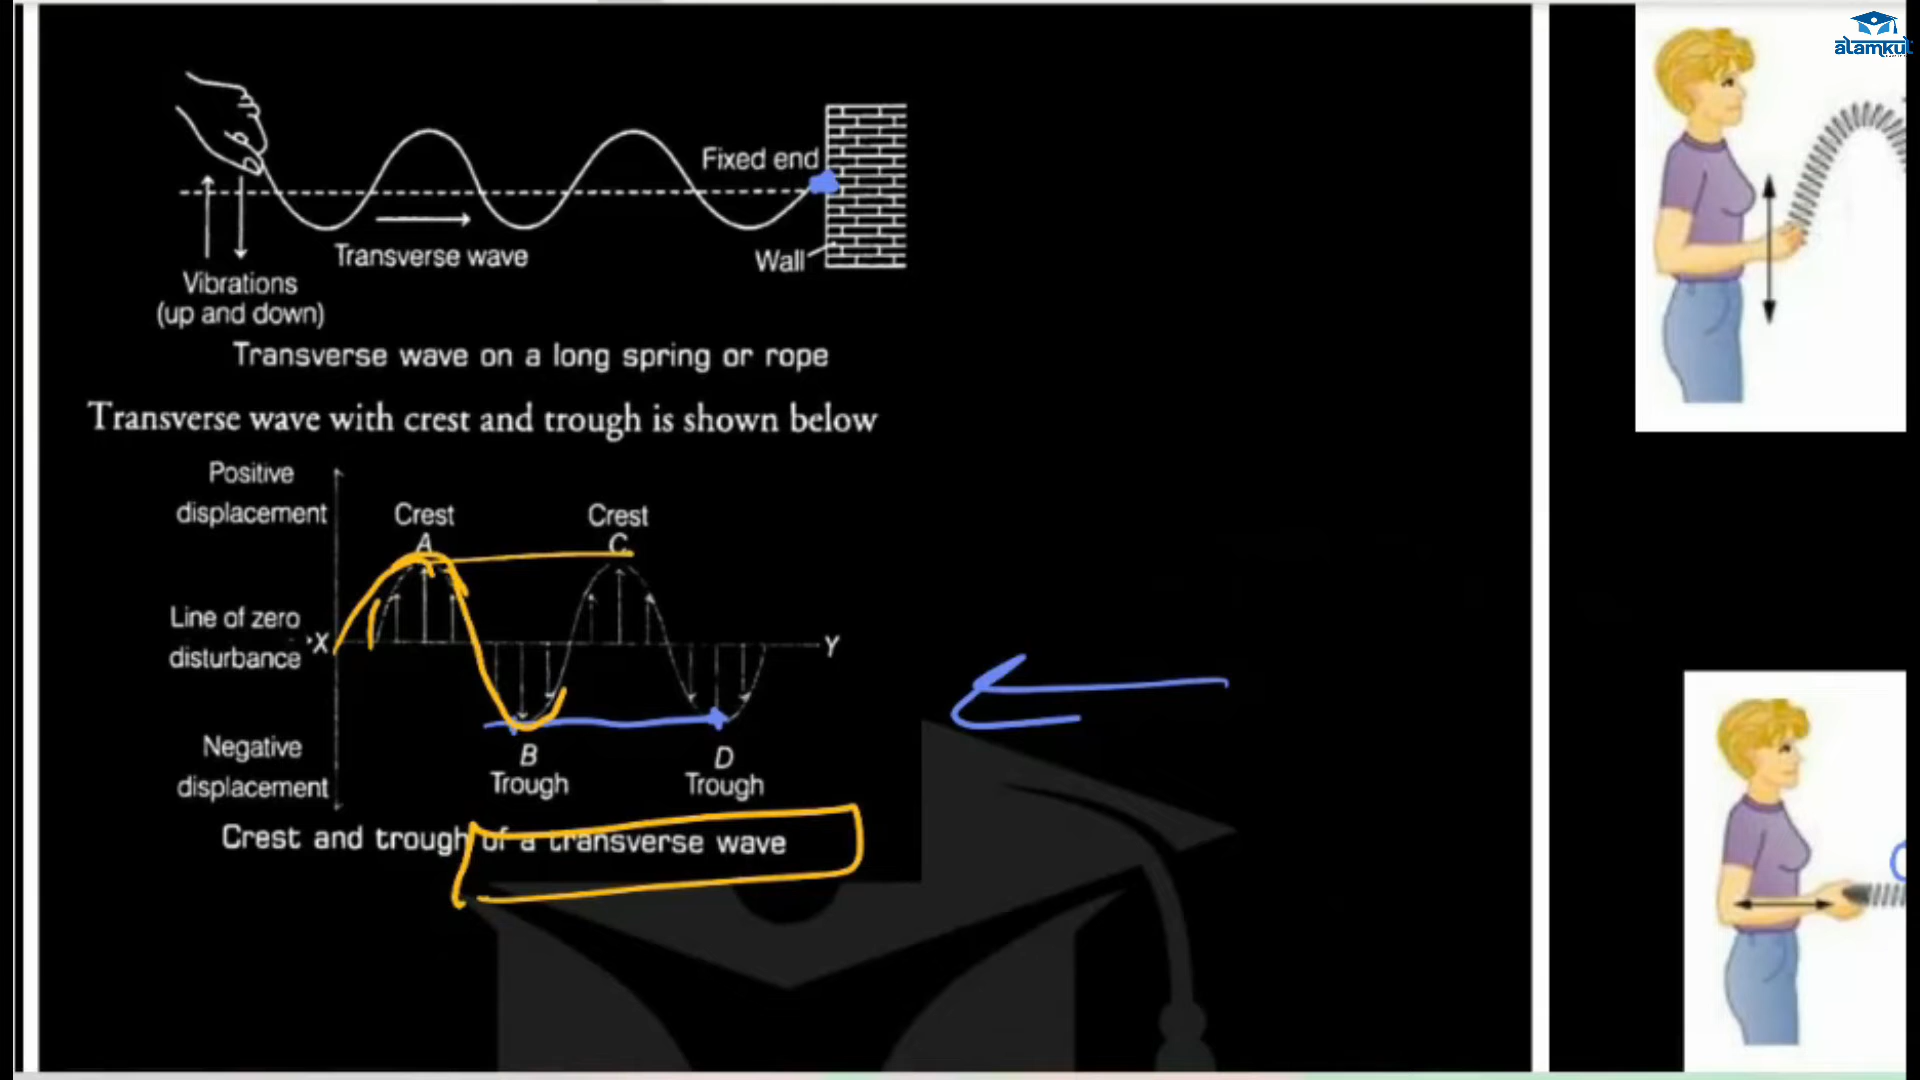 alamkut
Fixed end
Transverse wave
Wall
Vibrations
(up and down)
Transverse wave on a long spring or rope
Transverse wave with crest and trough is shown below
Positive
displacement
Crest
A
Crest
C
Line of zero
disturbance
X
Y
Negative
displacement
B
Trough
D
Trough
Crest and trough of a transverse wave